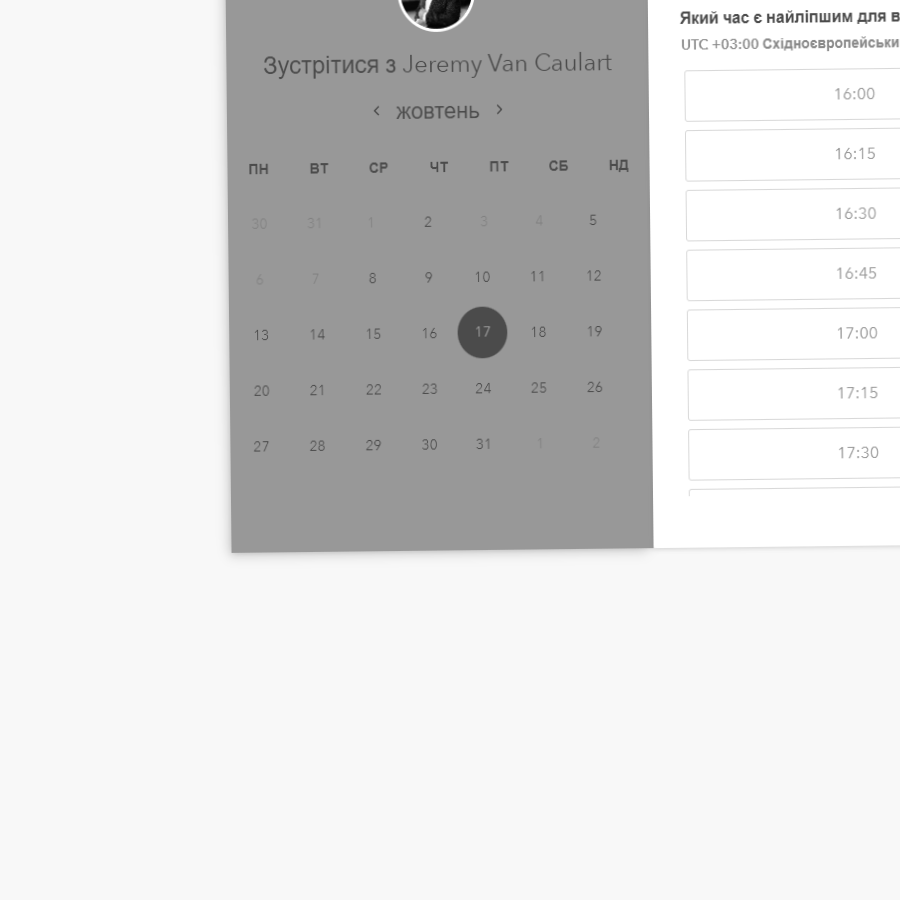 Зустрітися з Jeremy Van Caulart
‹ жовтень ›
ПН ВТ СР ЧТ ПТ СБ НД
30 31 1 2 3 4 5
6 7 8 9 10 11 12
13 14 15 16 17 18 19
20 21 22 23 24 25 26
27 28 29 30 31 1 2
Який час є найліпшим для в
UTC +03:00 Східноєвропейськи
16:00
16:15
16:30
16:45
17:00
17:15
17:30